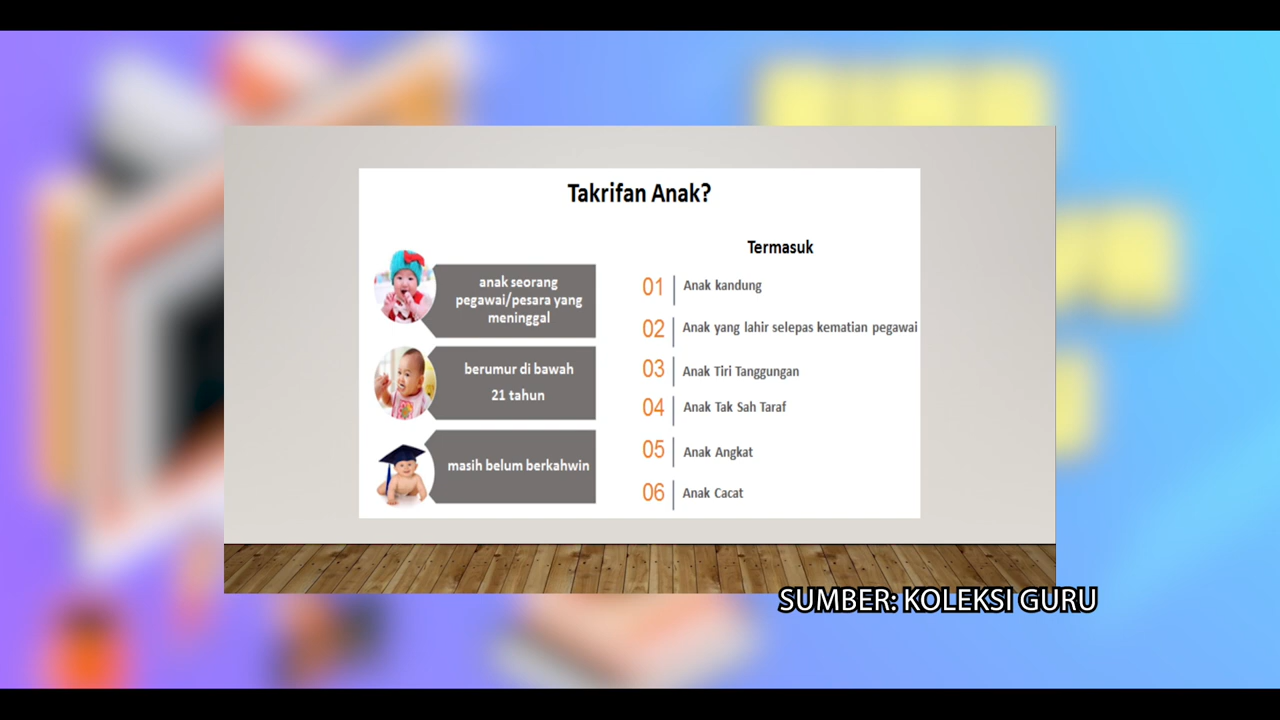 Takrifan Anak?
anak seorang
pegawai/pesara yang
meninggal
berumur di bawah
21 tahun
masih belum berkahwin
Termasuk
01 Anak kandung
02 Anak yang lahir selepas kematian pegawai
03 Anak Tiri Tanggungan
04 Anak Tak Sah Taraf
05 Anak Angkat
06 Anak Cacat
SUMBER: KOLEKSI GURU